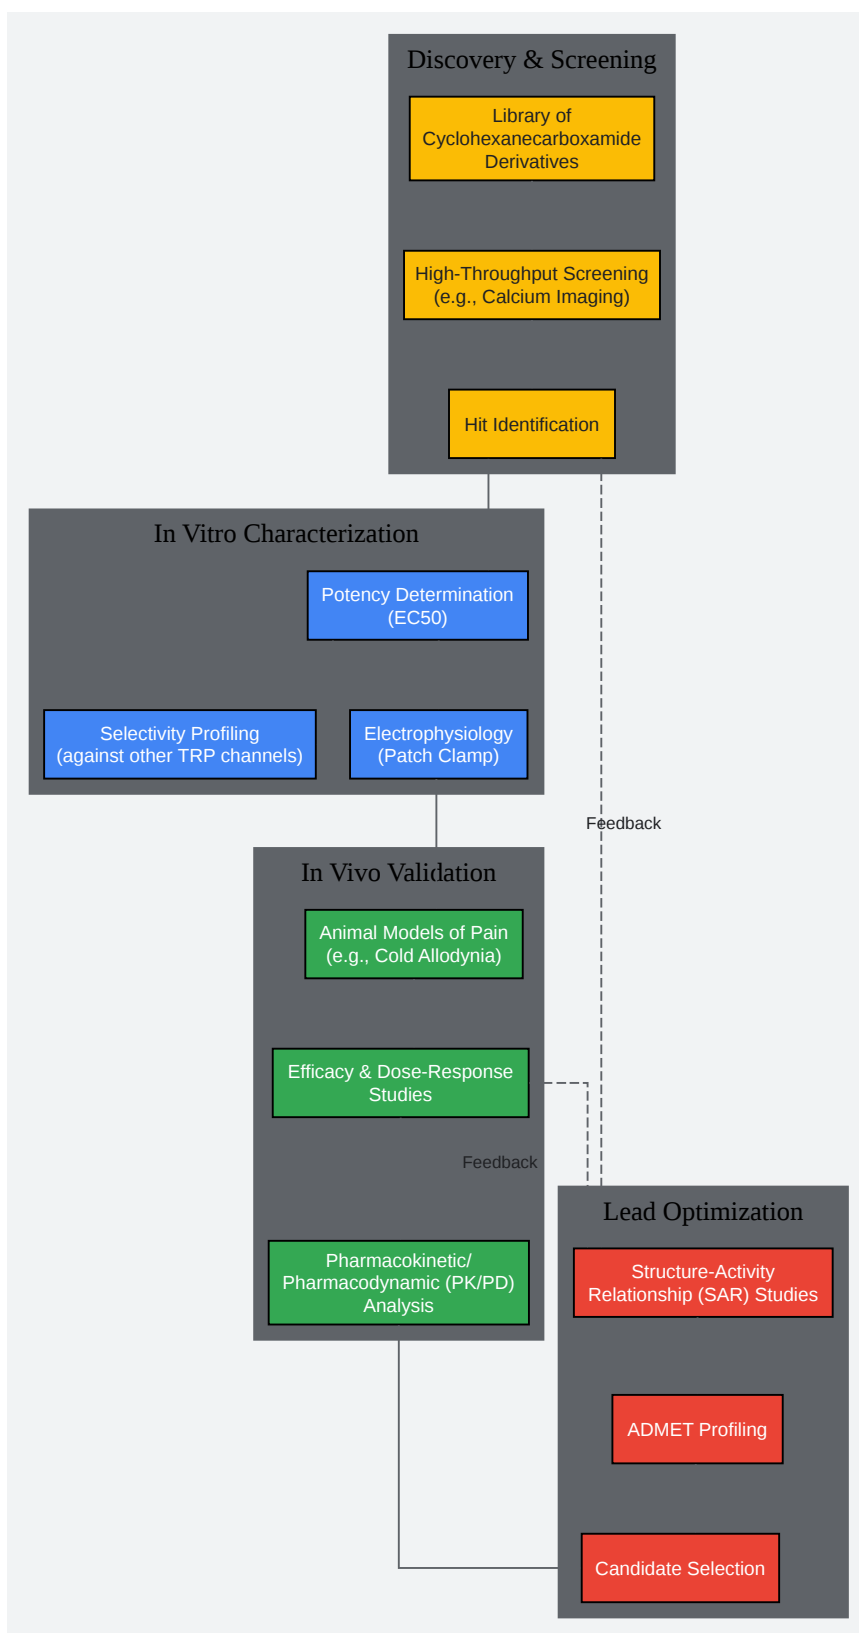 Discovery & Screening
Library of
Cyclohexanecarboxamide
Derivatives
High-Throughput Screening
(e.g., Calcium Imaging)
Hit Identification
In Vitro Characterization
Potency Determination
(EC50)
Selectivity Profiling
(against other TRP channels)
Electrophysiology
(Patch Clamp)
Feedback
In Vivo Validation
Animal Models of Pain
(e.g., Cold Allodynia)
Efficacy & Dose-Response
Studies
Feedback
Pharmacokinetic/
Pharmacodynamic (PK/PD)
Analysis
Lead Optimization
Structure-Activity
Relationship (SAR) Studies
ADMET Profiling
Candidate Selection